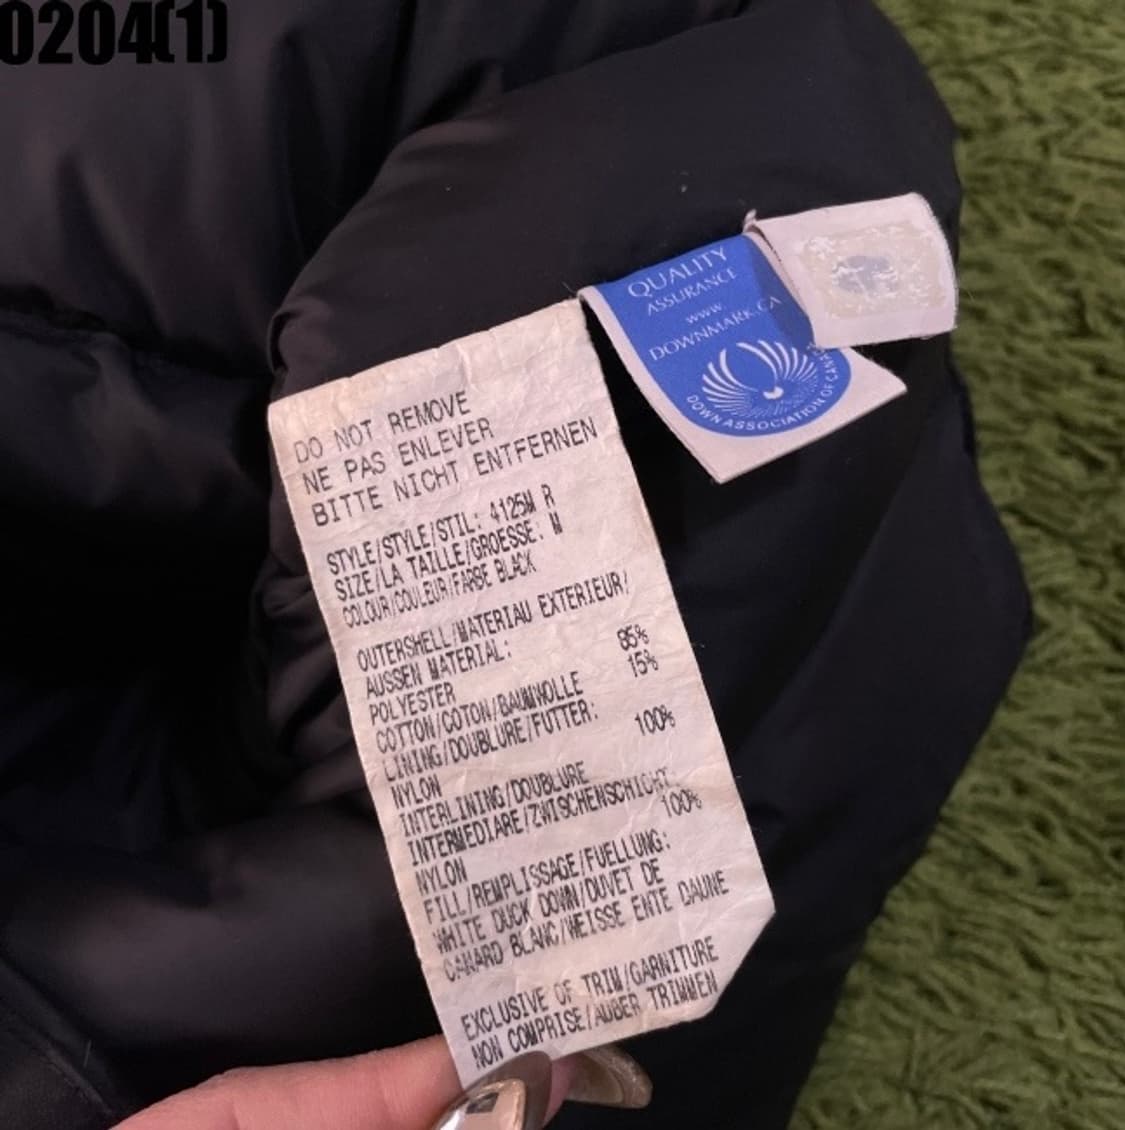 0204(1)
QUALITY
ASSURANCE
www.
DOWNMARK.CA
DOWN ASSOCIATION OF CANADA
DO NOT REMOVE
NE PAS ENLEVER
BITTE NICHT ENTFERNEN
STYLE/STYLE/STIL: 4125M R
SIZE/LA TAILLE/GROESSE: M
COLOUR/COULEUR/FARBE BLACK
OUTERSHELL/MATERIAU EXTERIEUR/
AUSSEN MATERIAL:
POLYESTER 85%
COTTON/COTON/BAUMWOLLE 15%
LINING/DOUBLURE/FUTTER:
NYLON 100%
INTERLINING/DOUBLURE
INTERMEDIARE/ZWISCHENSCHICHT
NYLON 100%
FILL/REMPLISSAGE/FUELLUNG:
WHITE DUCK DOWN/DUVET DE
CANARD BLANC/WEISSE ENTE DAUNE
EXCLUSIVE OF TRIM/GARNITURE
NON COMPRISE/AUBER TRIMMEN